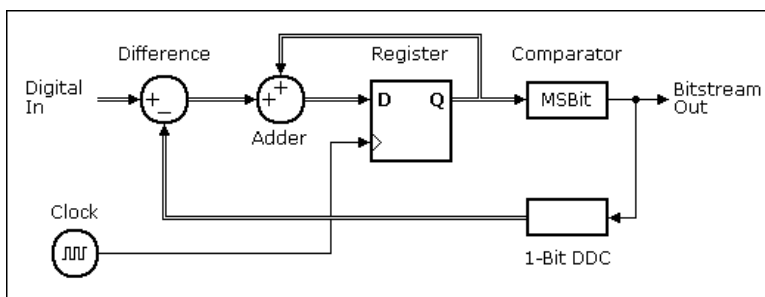 Difference
Register
Comparator
Digital
In
+
−
+
+
Adder
D
Q
MSBit
Bitstream
Out
Clock
1-Bit DDC